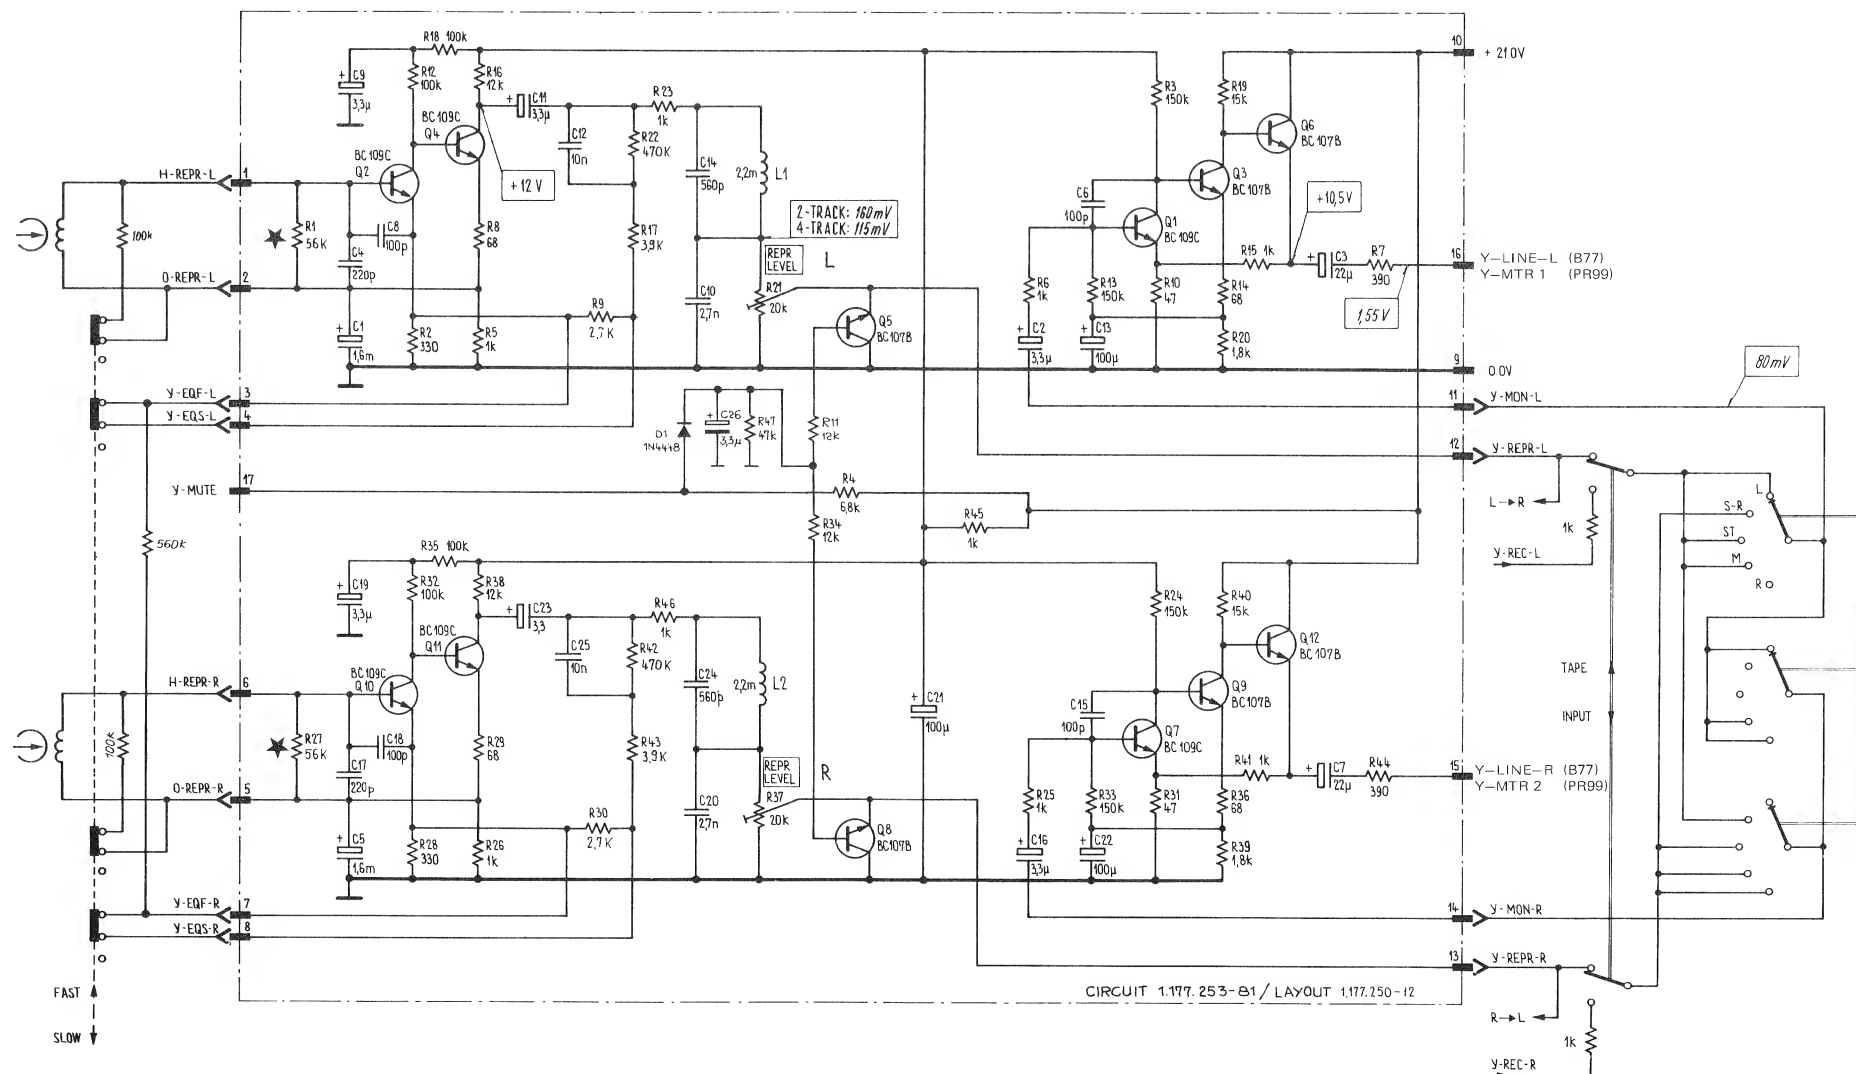 R18 100k
10
+ 21.0V
+ C9
3,3µ
R12
100k
R16
12k
+ C11
3,3µ
R23
1k
R3
150k
R19
15k
BC109C
Q4
C12
10n
R22
470K
Q6
BC107B
BC109C
Q2
C14
560p
2,2m
L1
H-REPR-L
1
+12 V
Q3
BC107B
C6
100p
+10,5V
2-TRACK: 160mV
4-TRACK: 115mV
100k
R1
56K
C8
100p
R8
68
R17
3,9K
Q1
BC109C
C4
220p
REPR
LEVEL
L
R15 1k
+ C3
22µ
R7
390
16
Y-LINE-L (B77)
Y-MTR 1 (PR99)
O-REPR-L
2
C10
2,7n
R21
20k
R6
1k
R13
150k
R10
47
R14
68
R9
2,7K
Q5
BC107B
1,55V
+ C1
1,6m
R2
330
R5
1k
+ C2
3,3µ
+ C13
100µ
R20
1,8k
9
0.0V
80mV
Y-EQF-L
3
Y-EQS-L
4
11
Y-MON-L
D1
1N4448
+ C26
3,3µ
R47
47k
R11
12k
12
Y-REPR-L
Y-MUTE
17
R4
6,8k
L→R
L
S-R
ST
M
R
1k
R34
12k
R45
1k
560k
Y-REC-L
R35 100k
+ C19
3,3µ
R32
100k
R38
12k
+ C23
3,3
R46
1k
R24
150k
R40
15k
BC109C
Q11
C25
10n
R42
470K
Q12
BC107B
BC109C
Q10
C24
560p
2,2m
L2
TAPE
H-REPR-R
6
Q9
BC107B
C15
100p
+ C21
100µ
INPUT
100k
R27
56K
C18
100p
R29
68
R43
3,9K
Q7
BC109C
C17
220p
REPR
LEVEL
R
R41 1k
+ C7
22µ
R44
390
15
Y-LINE-R (B77)
Y-MTR 2 (PR99)
O-REPR-R
5
C20
2,7n
R37
20k
R25
1k
R33
150k
R31
47
R36
68
R30
2,7K
Q8
BC107B
+ C5
1,6m
R28
330
R26
1k
+ C16
3,3µ
+ C22
100µ
R39
1,8k
Y-EQF-R
7
Y-EQS-R
8
14
Y-MON-R
13
Y-REPR-R
FAST
SLOW
CIRCUIT 1.177.253-81 / LAYOUT 1.177.250-12
R→L
1k
Y-REC-R